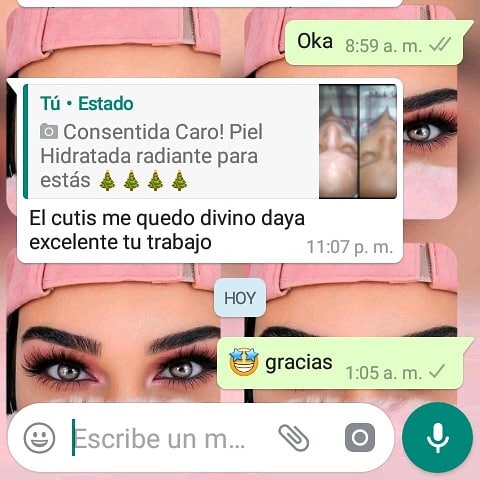 Oka 8:59 a. m.
Tú • Estado
Consentida Caro! Piel
Hidratada radiante para
estás 🎄🎄🎄🎄
El cutis me quedo divino daya
excelente tu trabajo 11:07 p. m.
HOY
🤩 gracias 1:05 a. m.
Escribe un m...